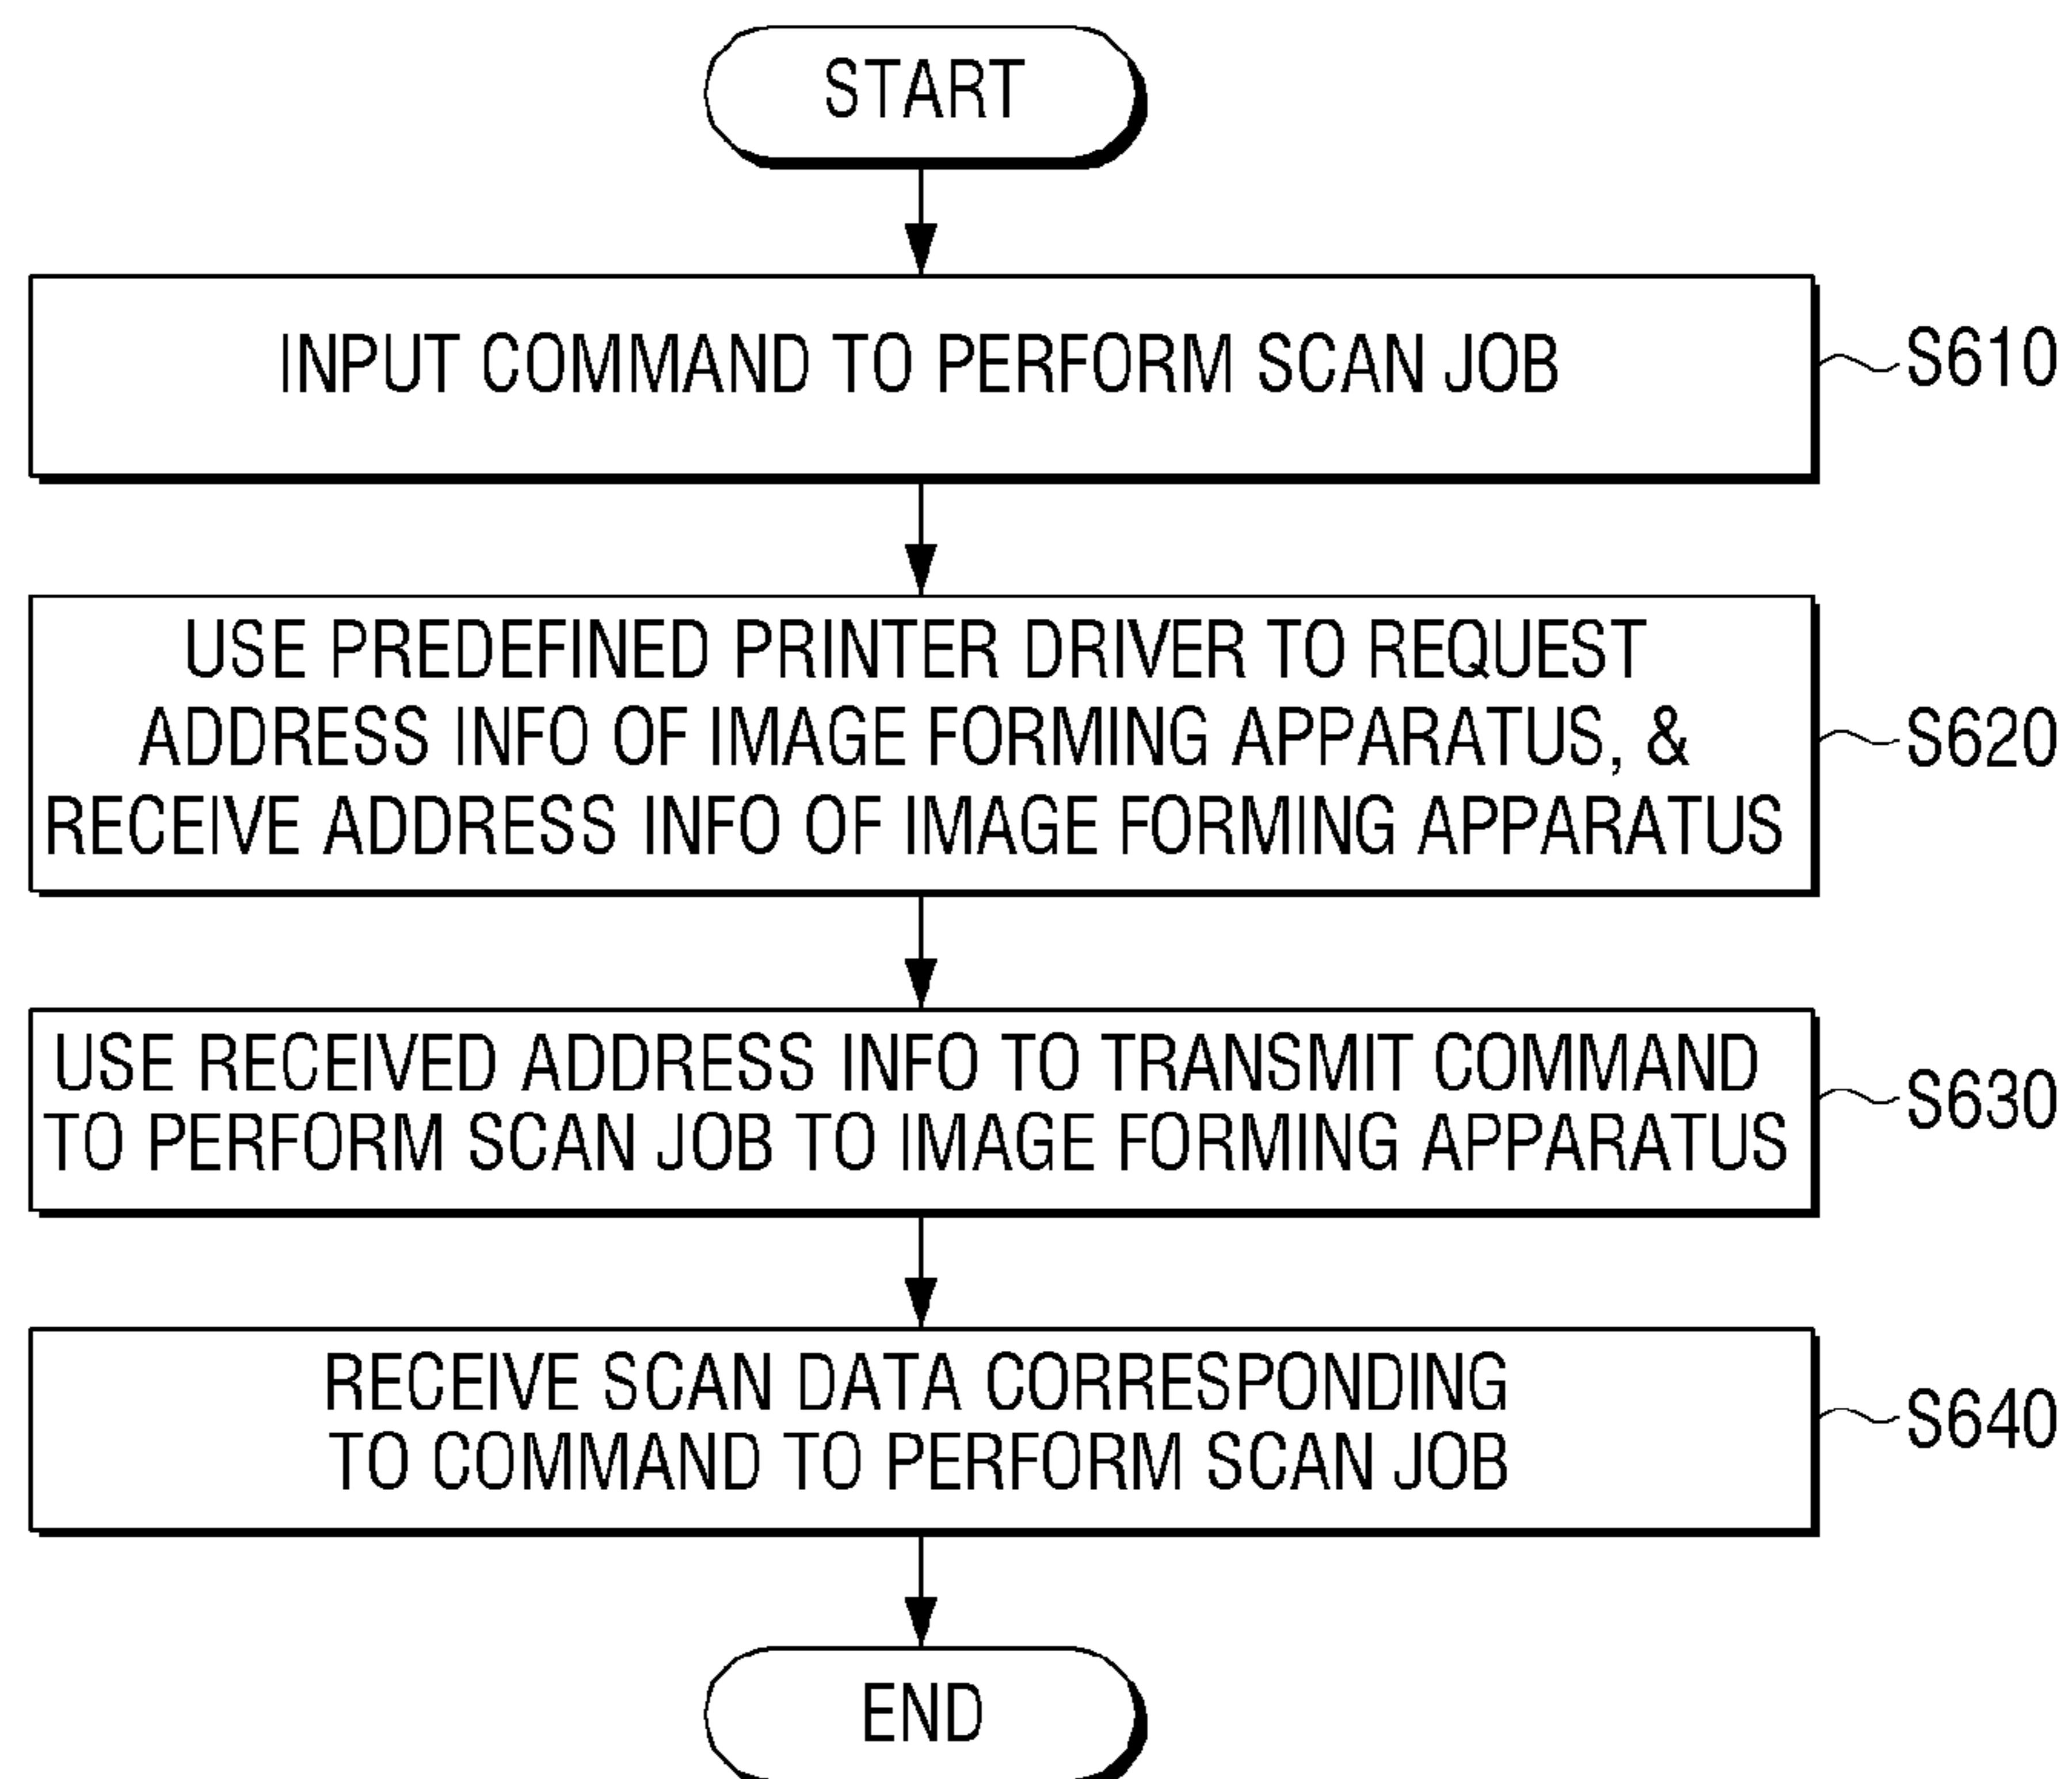 START
INPUT COMMAND TO PERFORM SCAN JOB
S610
USE PREDEFINED PRINTER DRIVER TO REQUEST
ADDRESS INFO OF IMAGE FORMING APPARATUS, &
RECEIVE ADDRESS INFO OF IMAGE FORMING APPARATUS
S620
USE RECEIVED ADDRESS INFO TO TRANSMIT COMMAND
TO PERFORM SCAN JOB TO IMAGE FORMING APPARATUS
S630
RECEIVE SCAN DATA CORRESPONDING
TO COMMAND TO PERFORM SCAN JOB
S640
END